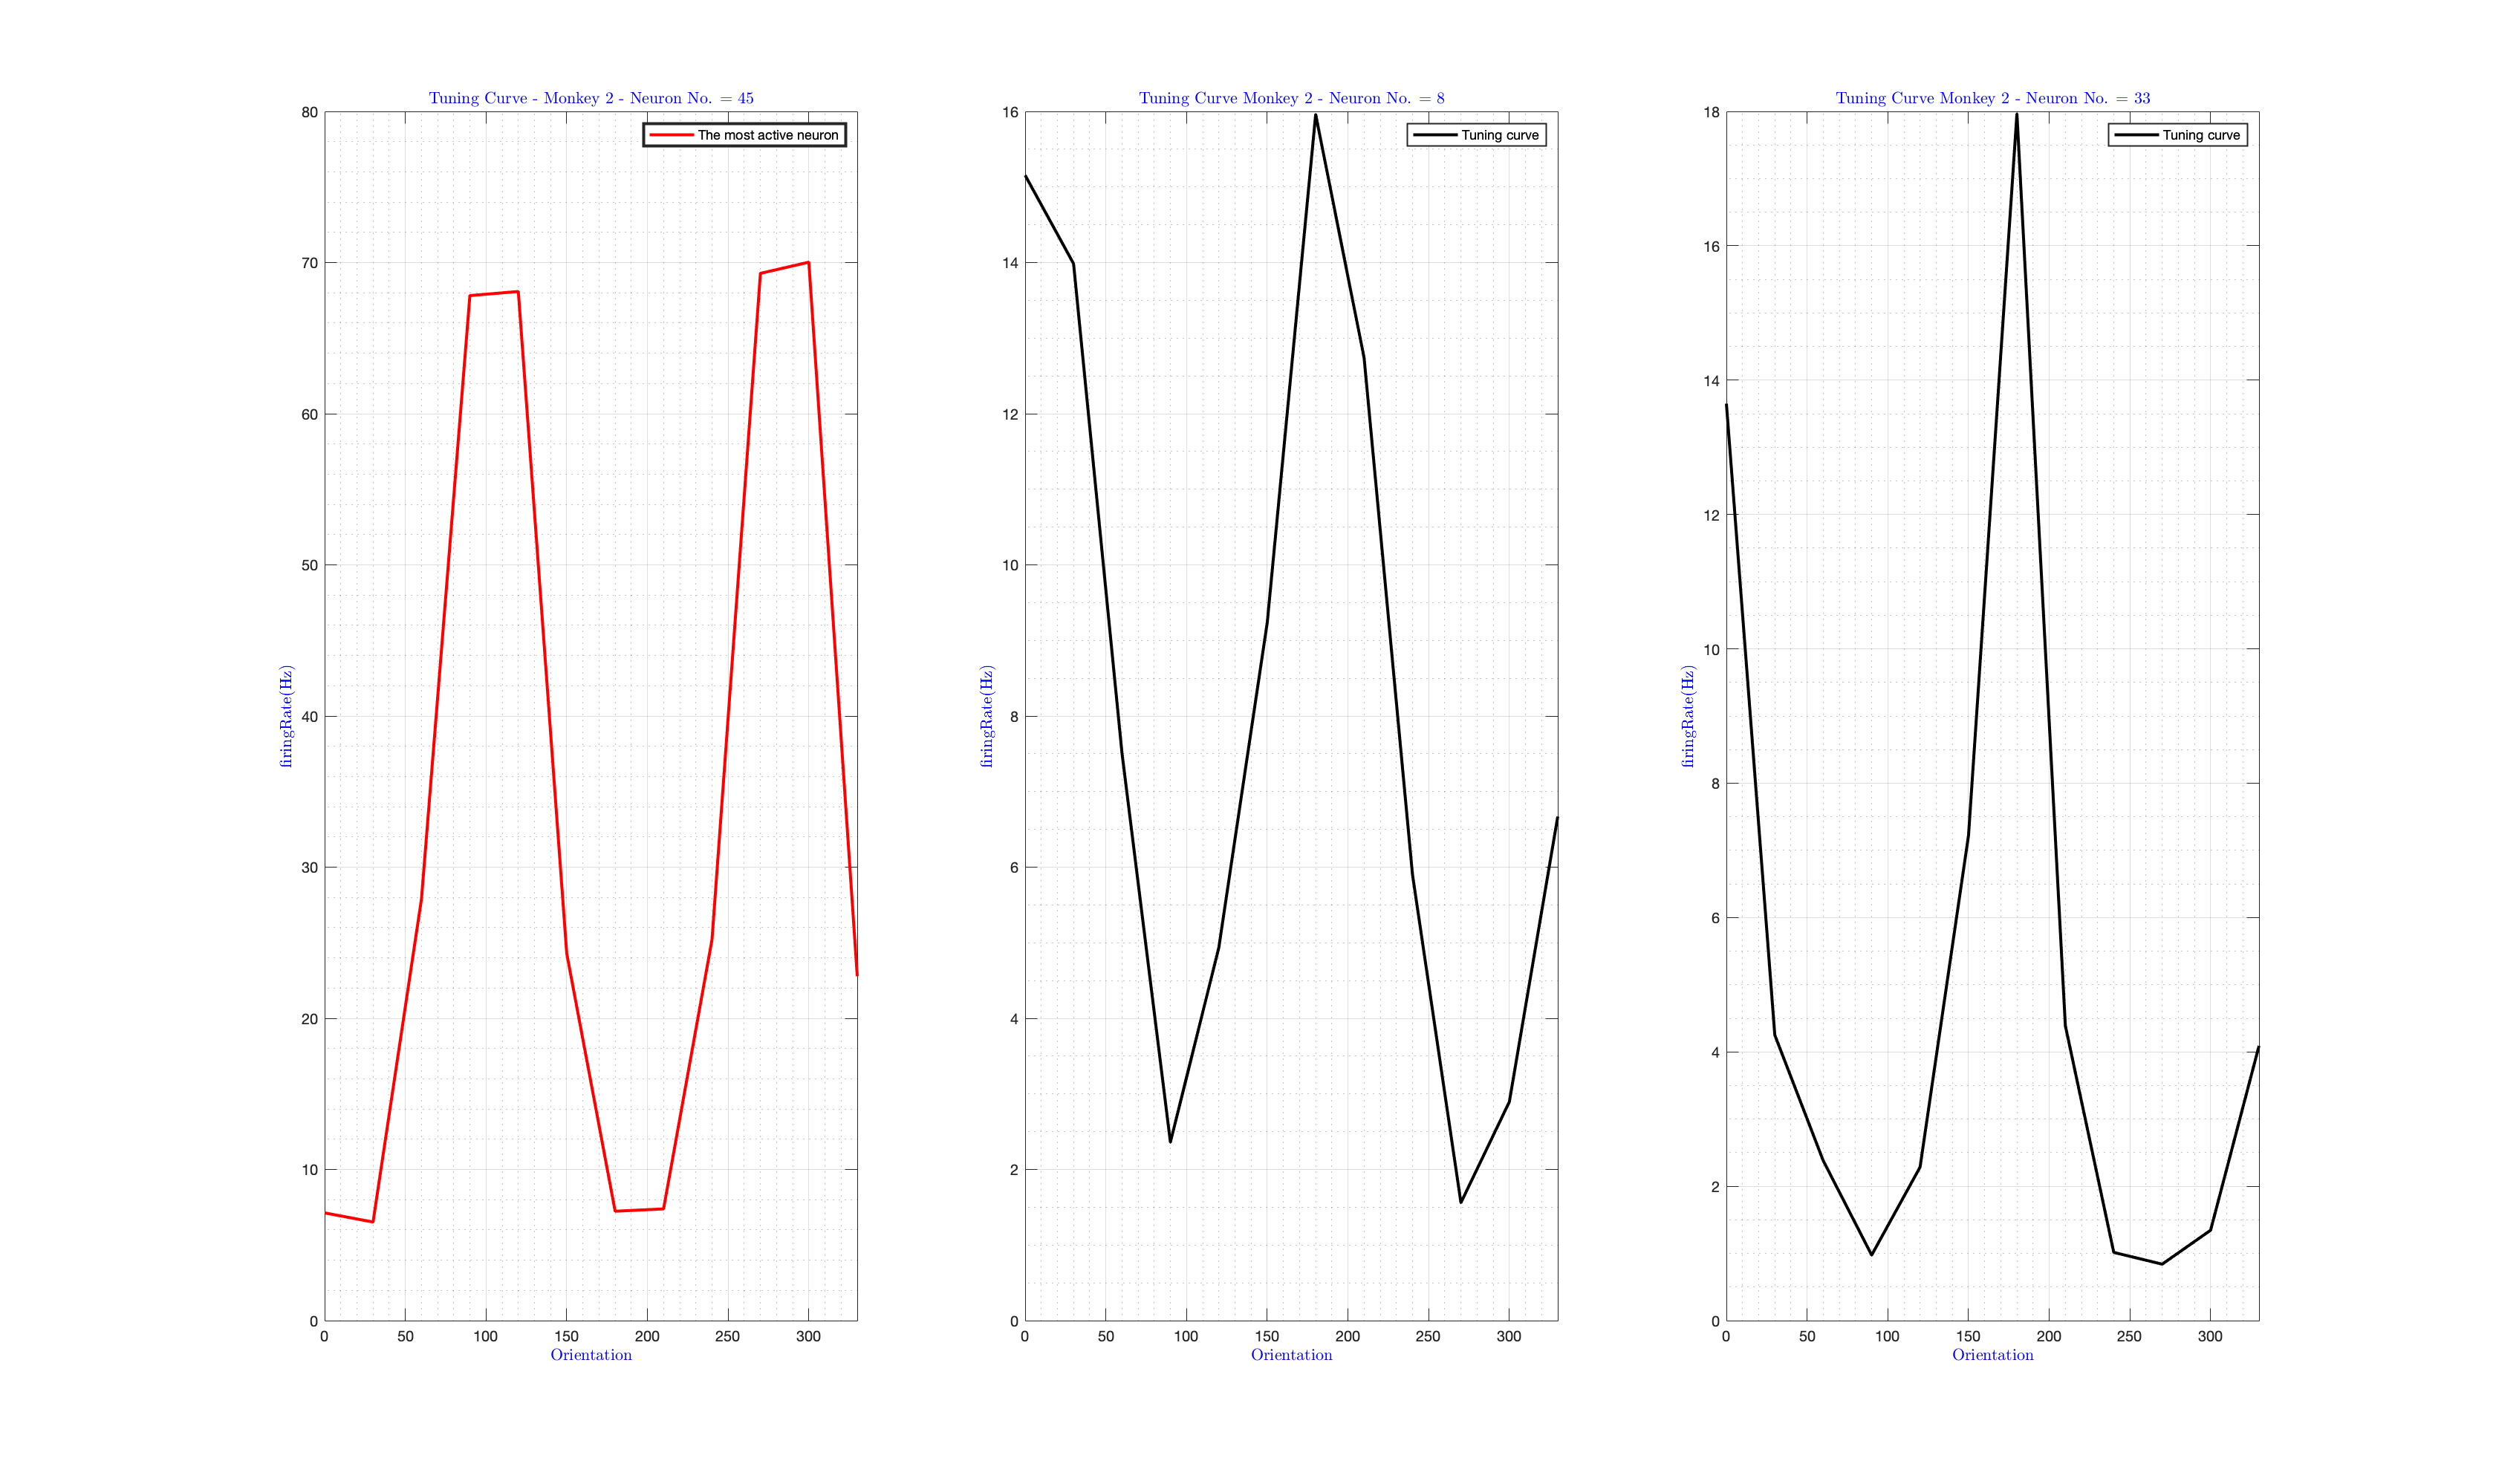 Tuning Curve - Monkey 2 - Neuron No. = 45
The most active neuron
80
70
60
50
40
30
20
10
0
firingRate(Hz)
0 50 100 150 200 250 300
Orientation
Tuning Curve Monkey 2 - Neuron No. = 8
Tuning curve
16
14
12
10
8
6
4
2
0
firingRate(Hz)
0 50 100 150 200 250 300
Orientation
Tuning Curve Monkey 2 - Neuron No. = 33
Tuning curve
18
16
14
12
10
8
6
4
2
0
firingRate(Hz)
0 50 100 150 200 250 300
Orientation